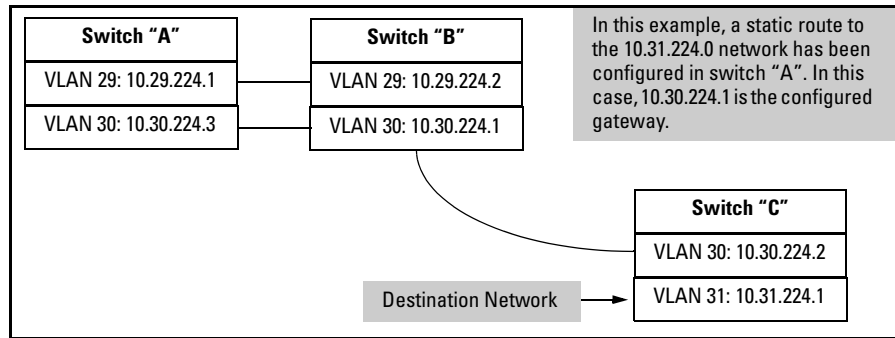 Switch “A”
VLAN 29: 10.29.224.1
VLAN 30: 10.30.224.3
Switch “B”
VLAN 29: 10.29.224.2
VLAN 30: 10.30.224.1
In this example, a static route to
the 10.31.224.0 network has been
configured in switch “A”. In this
case, 10.30.224.1 is the configured
gateway.
Switch “C”
VLAN 30: 10.30.224.2
VLAN 31: 10.31.224.1
Destination Network